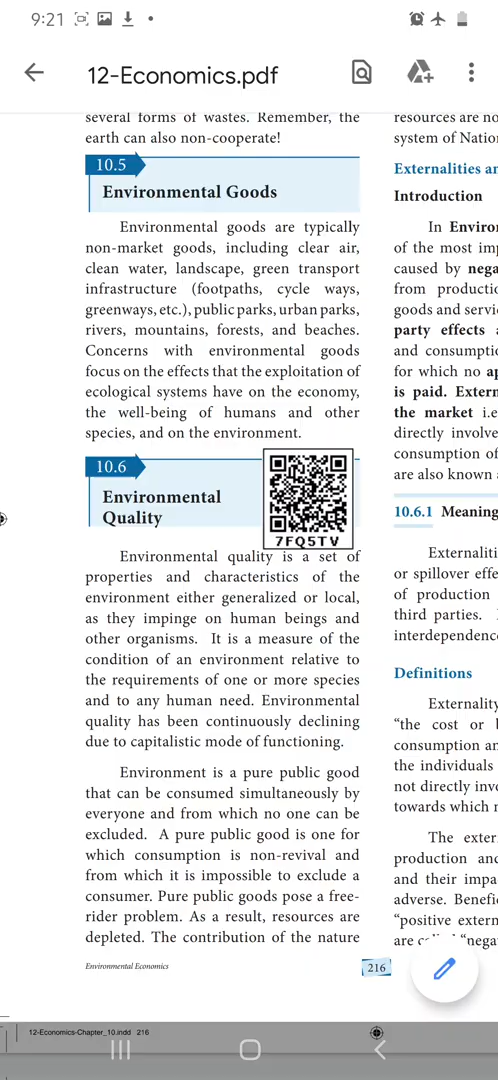 9:21
12-Economics.pdf
several forms of wastes. Remember, the
earth can also non-cooperate!
10.5
Environmental Goods
Environmental goods are typically
non-market goods, including clear air,
clean water, landscape, green transport
infrastructure (footpaths, cycle ways,
greenways, etc.), public parks, urban parks,
rivers, mountains, forests, and beaches.
Concerns with environmental goods
focus on the effects that the exploitation of
ecological systems have on the economy,
the well-being of humans and other
species, and on the environment.
10.6
Environmental
Quality
7FQ5TV
Environmental quality is a set of
properties and characteristics of the
environment either generalized or local,
as they impinge on human beings and
other organisms. It is a measure of the
condition of an environment relative to
the requirements of one or more species
and to any human need. Environmental
quality has been continuously declining
due to capitalistic mode of functioning.
Environment is a pure public good
that can be consumed simultaneously by
everyone and from which no one can be
excluded. A pure public good is one for
which consumption is non-revival and
from which it is impossible to exclude a
consumer. Pure public goods pose a free-
rider problem. As a result, resources are
depleted. The contribution of the nature
resources are no
system of Nation
Externalities an
Introduction
In Environ
of the most imp
caused by nega
from productio
goods and servi
party effects a
and consumptio
for which no ap
is paid. Extern
the market i.e
directly involve
consumption of
are also known a
10.6.1 Meaning
Externaliti
or spillover effe
of production
third parties. I
interdependenc
Definitions
Externality
"the cost or b
consumption an
the individuals
not directly invo
towards which n
The exter
production and
and their impa
adverse. Benefi
"positive extern
are "nega
Environmental Economics
216
12-Economics-Chapter_10.indd 216